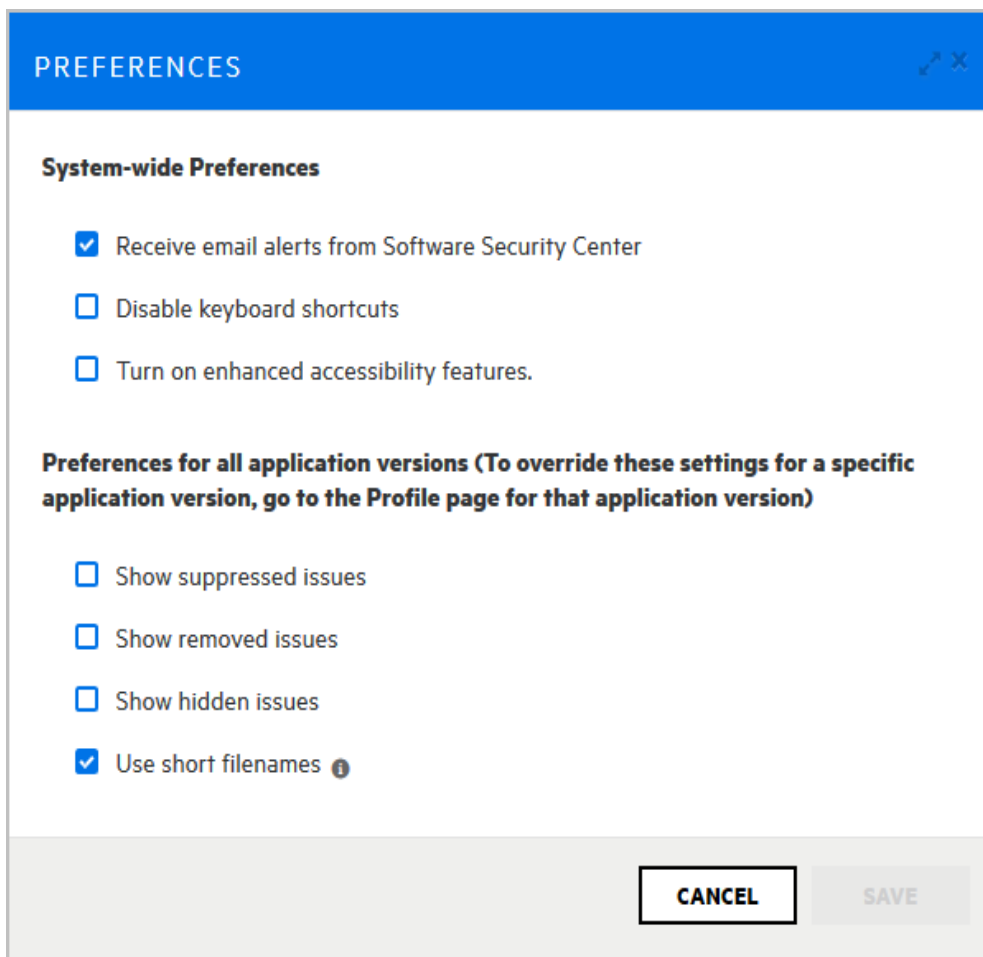 PREFERENCES
System-wide Preferences
Receive email alerts from Software Security Center
Disable keyboard shortcuts
Turn on enhanced accessibility features.
Preferences for all application versions (To override these settings for a specific
application version, go to the Profile page for that application version)
Show suppressed issues
Show removed issues
Show hidden issues
Use short filenames
CANCEL
SAVE